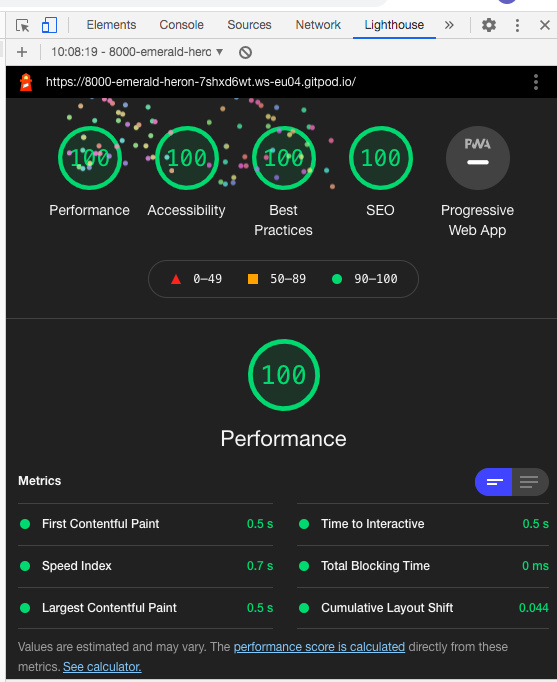 Elements Console Sources Network Lighthouse »
+ 10:08:19 - 8000-emerald-herc ▼
https://8000-emerald-heron-7shxd6wt.ws-eu04.gitpod.io/
100 100 100 100 PWA
Performance Accessibility Best Practices SEO Progressive Web App
0–49 50–89 90–100
100
Performance
Metrics
First Contentful Paint 0.5 s Time to Interactive 0.5 s
Speed Index 0.7 s Total Blocking Time 0 ms
Largest Contentful Paint 0.5 s Cumulative Layout Shift 0.044
Values are estimated and may vary. The performance score is calculated directly from these
metrics. See calculator.